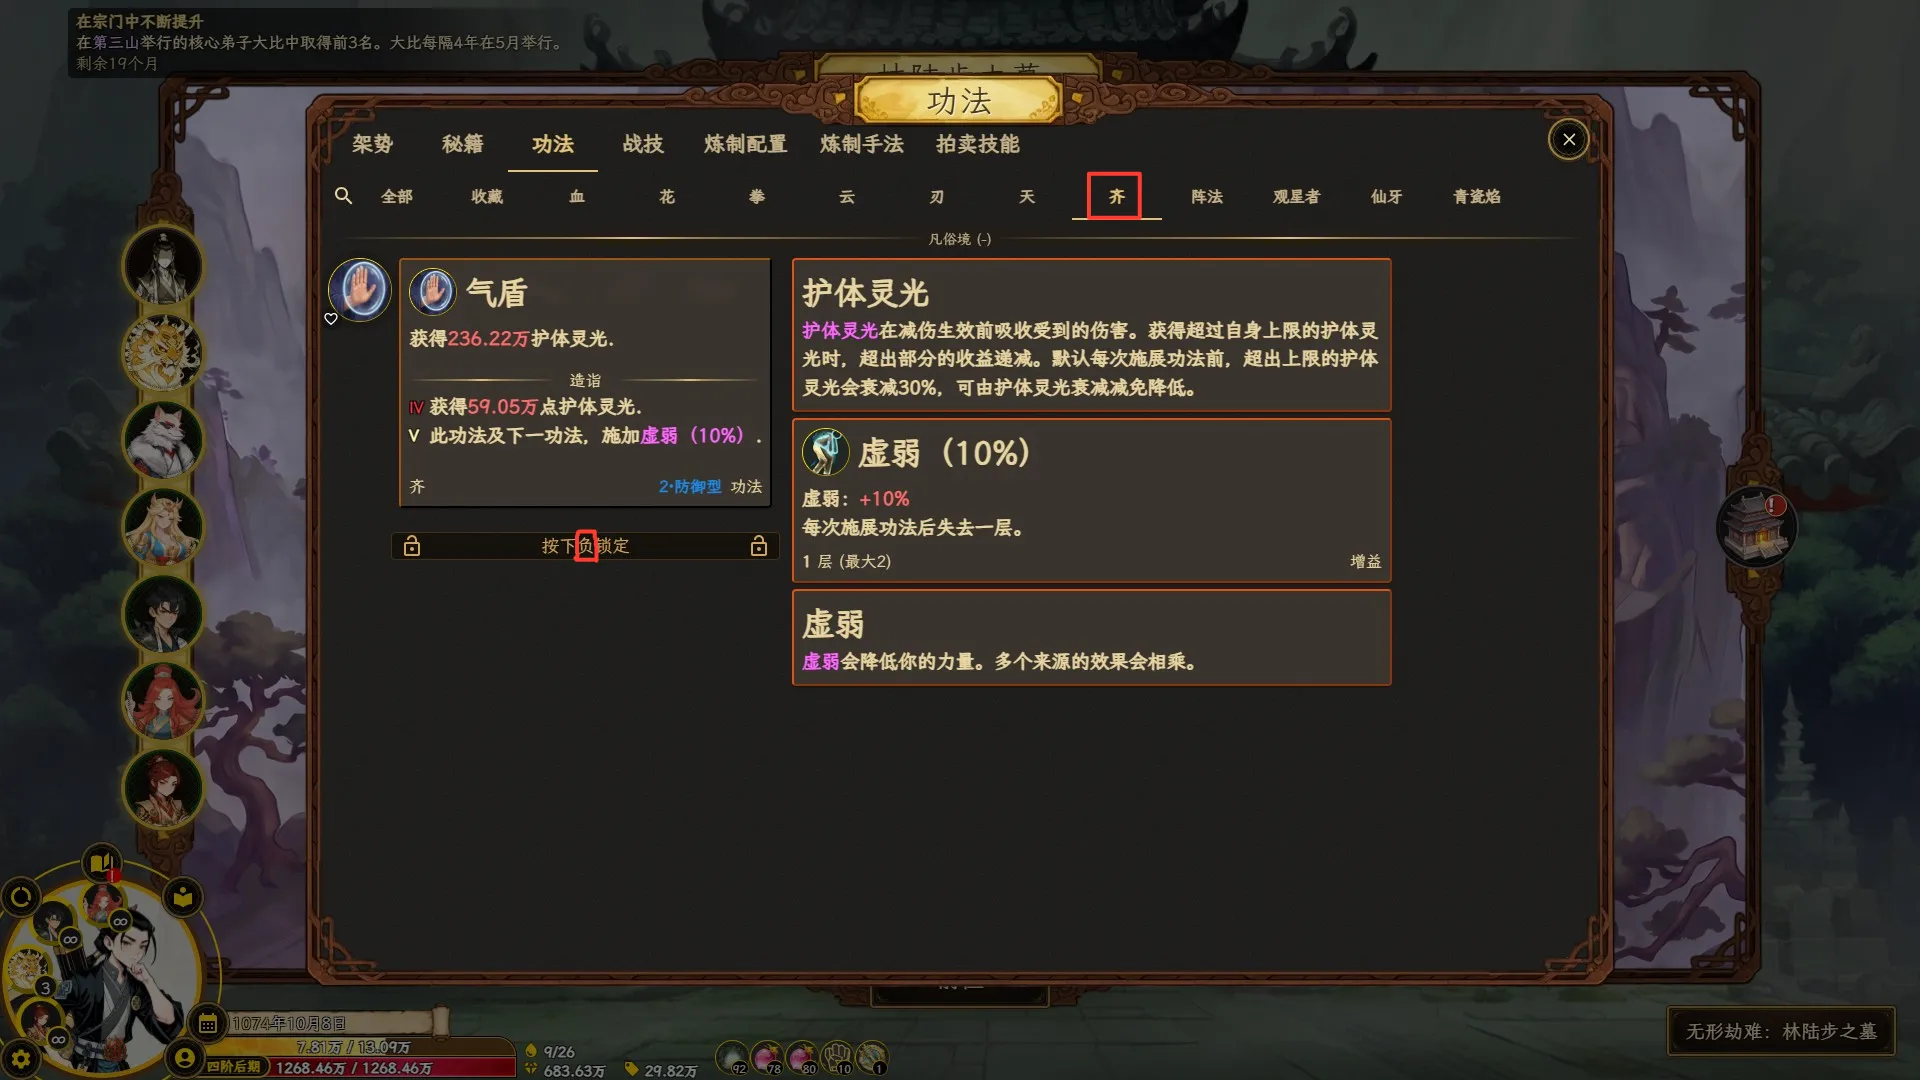 在宗门中不断提升
在第三山举行的核心弟子大比中取得前3名。大比每隔4年在5月举行。
剩余19个月
功法
架势 秘籍 功法 战技 炼制配置 炼制手法 拍卖技能
全部 收藏 血 花 拳 云 刃 天 齐 阵法 观星者 仙牙 青瓷焰
凡俗境 (-)
气盾
获得236.22万护体灵光.
造诣
IV 获得59.05万点护体灵光.
V 此功法及下一功法，施加虚弱（10%）.
齐 2·防御型 功法
按下负锁定
护体灵光
护体灵光在减伤生效前吸收受到的伤害。获得超过自身上限的护体灵
光时，超出部分的收益递减。默认每次施展功法前，超出上限的护体
灵光会衰减30%，可由护体灵光衰减减免降低。
虚弱（10%）
虚弱：+10%
每次施展功法后失去一层。
1 层 (最大2) 增益
虚弱
虚弱会降低你的力量。多个来源的效果会相乘。
3
1074年10月8日
7.81万 / 13.09万
四阶后期 1268.46万 / 1268.46万
9/26
683.63万 29.82万
92 78 80 10 1
无形劫难：林陆步之墓